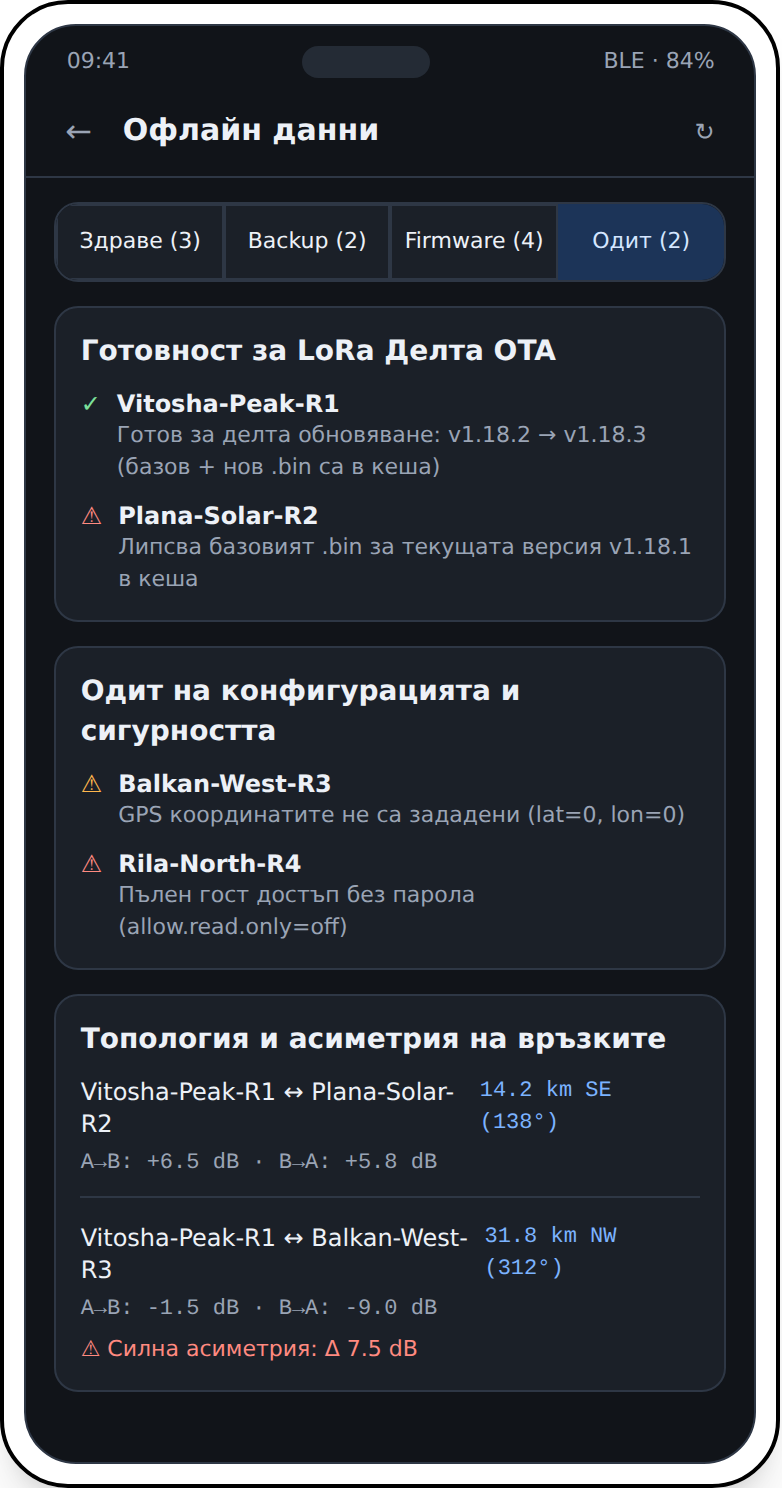 09:41
BLE · 84%
← Офлайн данни ↻
Здраве (3)
Backup (2)
Firmware (4)
Одит (2)
Готовност за LoRa Делта OTA
✓ Vitosha-Peak-R1
Готов за делта обновяване: v1.18.2 → v1.18.3
(базов + нов .bin са в кеша)
⚠ Plana-Solar-R2
Липсва базовият .bin за текущата версия v1.18.1
в кеша
Одит на конфигурацията и
сигурността
⚠ Balkan-West-R3
GPS координатите не са зададени (lat=0, lon=0)
⚠ Rila-North-R4
Пълен гост достъп без парола
(allow.read.only=off)
Топология и асиметрия на връзките
Vitosha-Peak-R1 ↔ Plana-Solar-
R2
14.2 km SE
(138°)
A→B: +6.5 dB · B→A: +5.8 dB
Vitosha-Peak-R1 ↔ Balkan-West-
R3
31.8 km NW
(312°)
A→B: -1.5 dB · B→A: -9.0 dB
⚠ Силна асиметрия: Δ 7.5 dB